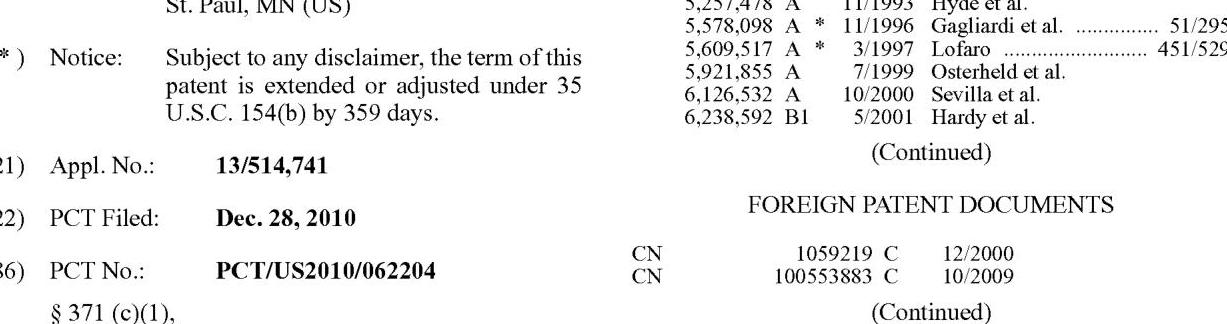 St. Paul, MN (US)
* ) Notice: Subject to any disclaimer, the term of this
patent is extended or adjusted under 35
U.S.C. 154(b) by 359 days.
21) Appl. No.: 13/514,741
22) PCT Filed: Dec. 28, 2010
86) PCT No.: PCT/US2010/062204
§ 371 (c)(1),
5,257,478 A 11/1993 Hyde et al.
5,578,098 A * 11/1996 Gagliardi et al. ............. 51/295
5,609,517 A * 3/1997 Lofaro ......................... 451/529
5,921,855 A 7/1999 Osterheld et al.
6,126,532 A 10/2000 Sevilla et al.
6,238,592 B1 5/2001 Hardy et al.
(Continued)
FOREIGN PATENT DOCUMENTS
CN 1059219 C 12/2000
CN 100553883 C 10/2009
(Continued)